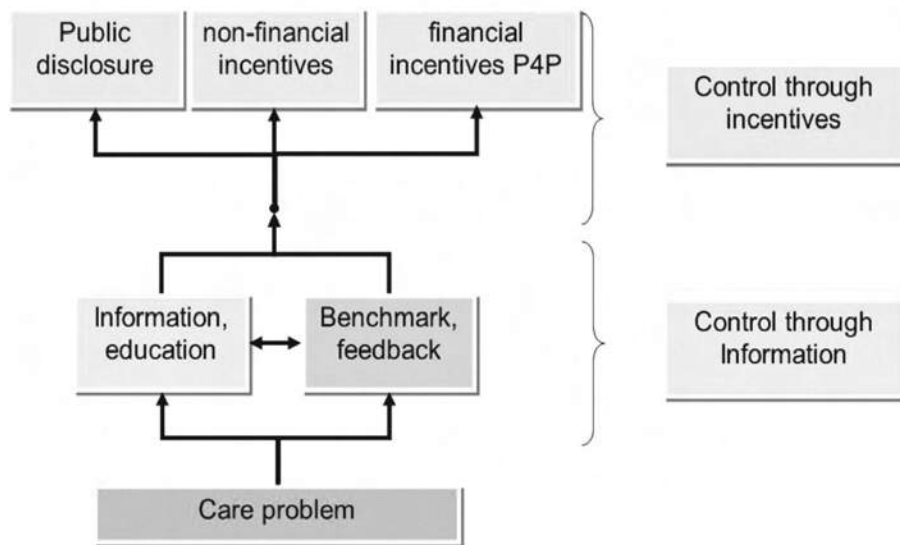 Public
disclosure
non-financial
incentives
financial
incentives P4P
Control through
incentives
Information,
education
Benchmark,
feedback
Control through
Information
Care problem